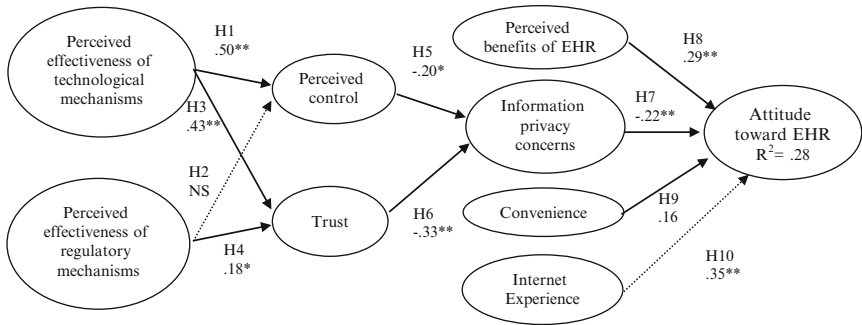 Perceived
effectiveness of
technological
mechanisms
H1
.50**
H3
.43**
H2
NS
Perceived
effectiveness of
regulatory
mechanisms
H4
.18*
Perceived
control
Trust
H5
-.20*
H6
-.33**
Perceived
benefits of EHR
Information
privacy
concerns
Convenience
Internet
Experience
H8
.29**
H7
-.22**
H9
.16
H10
.35**
Attitude
toward EHR
R²= .28